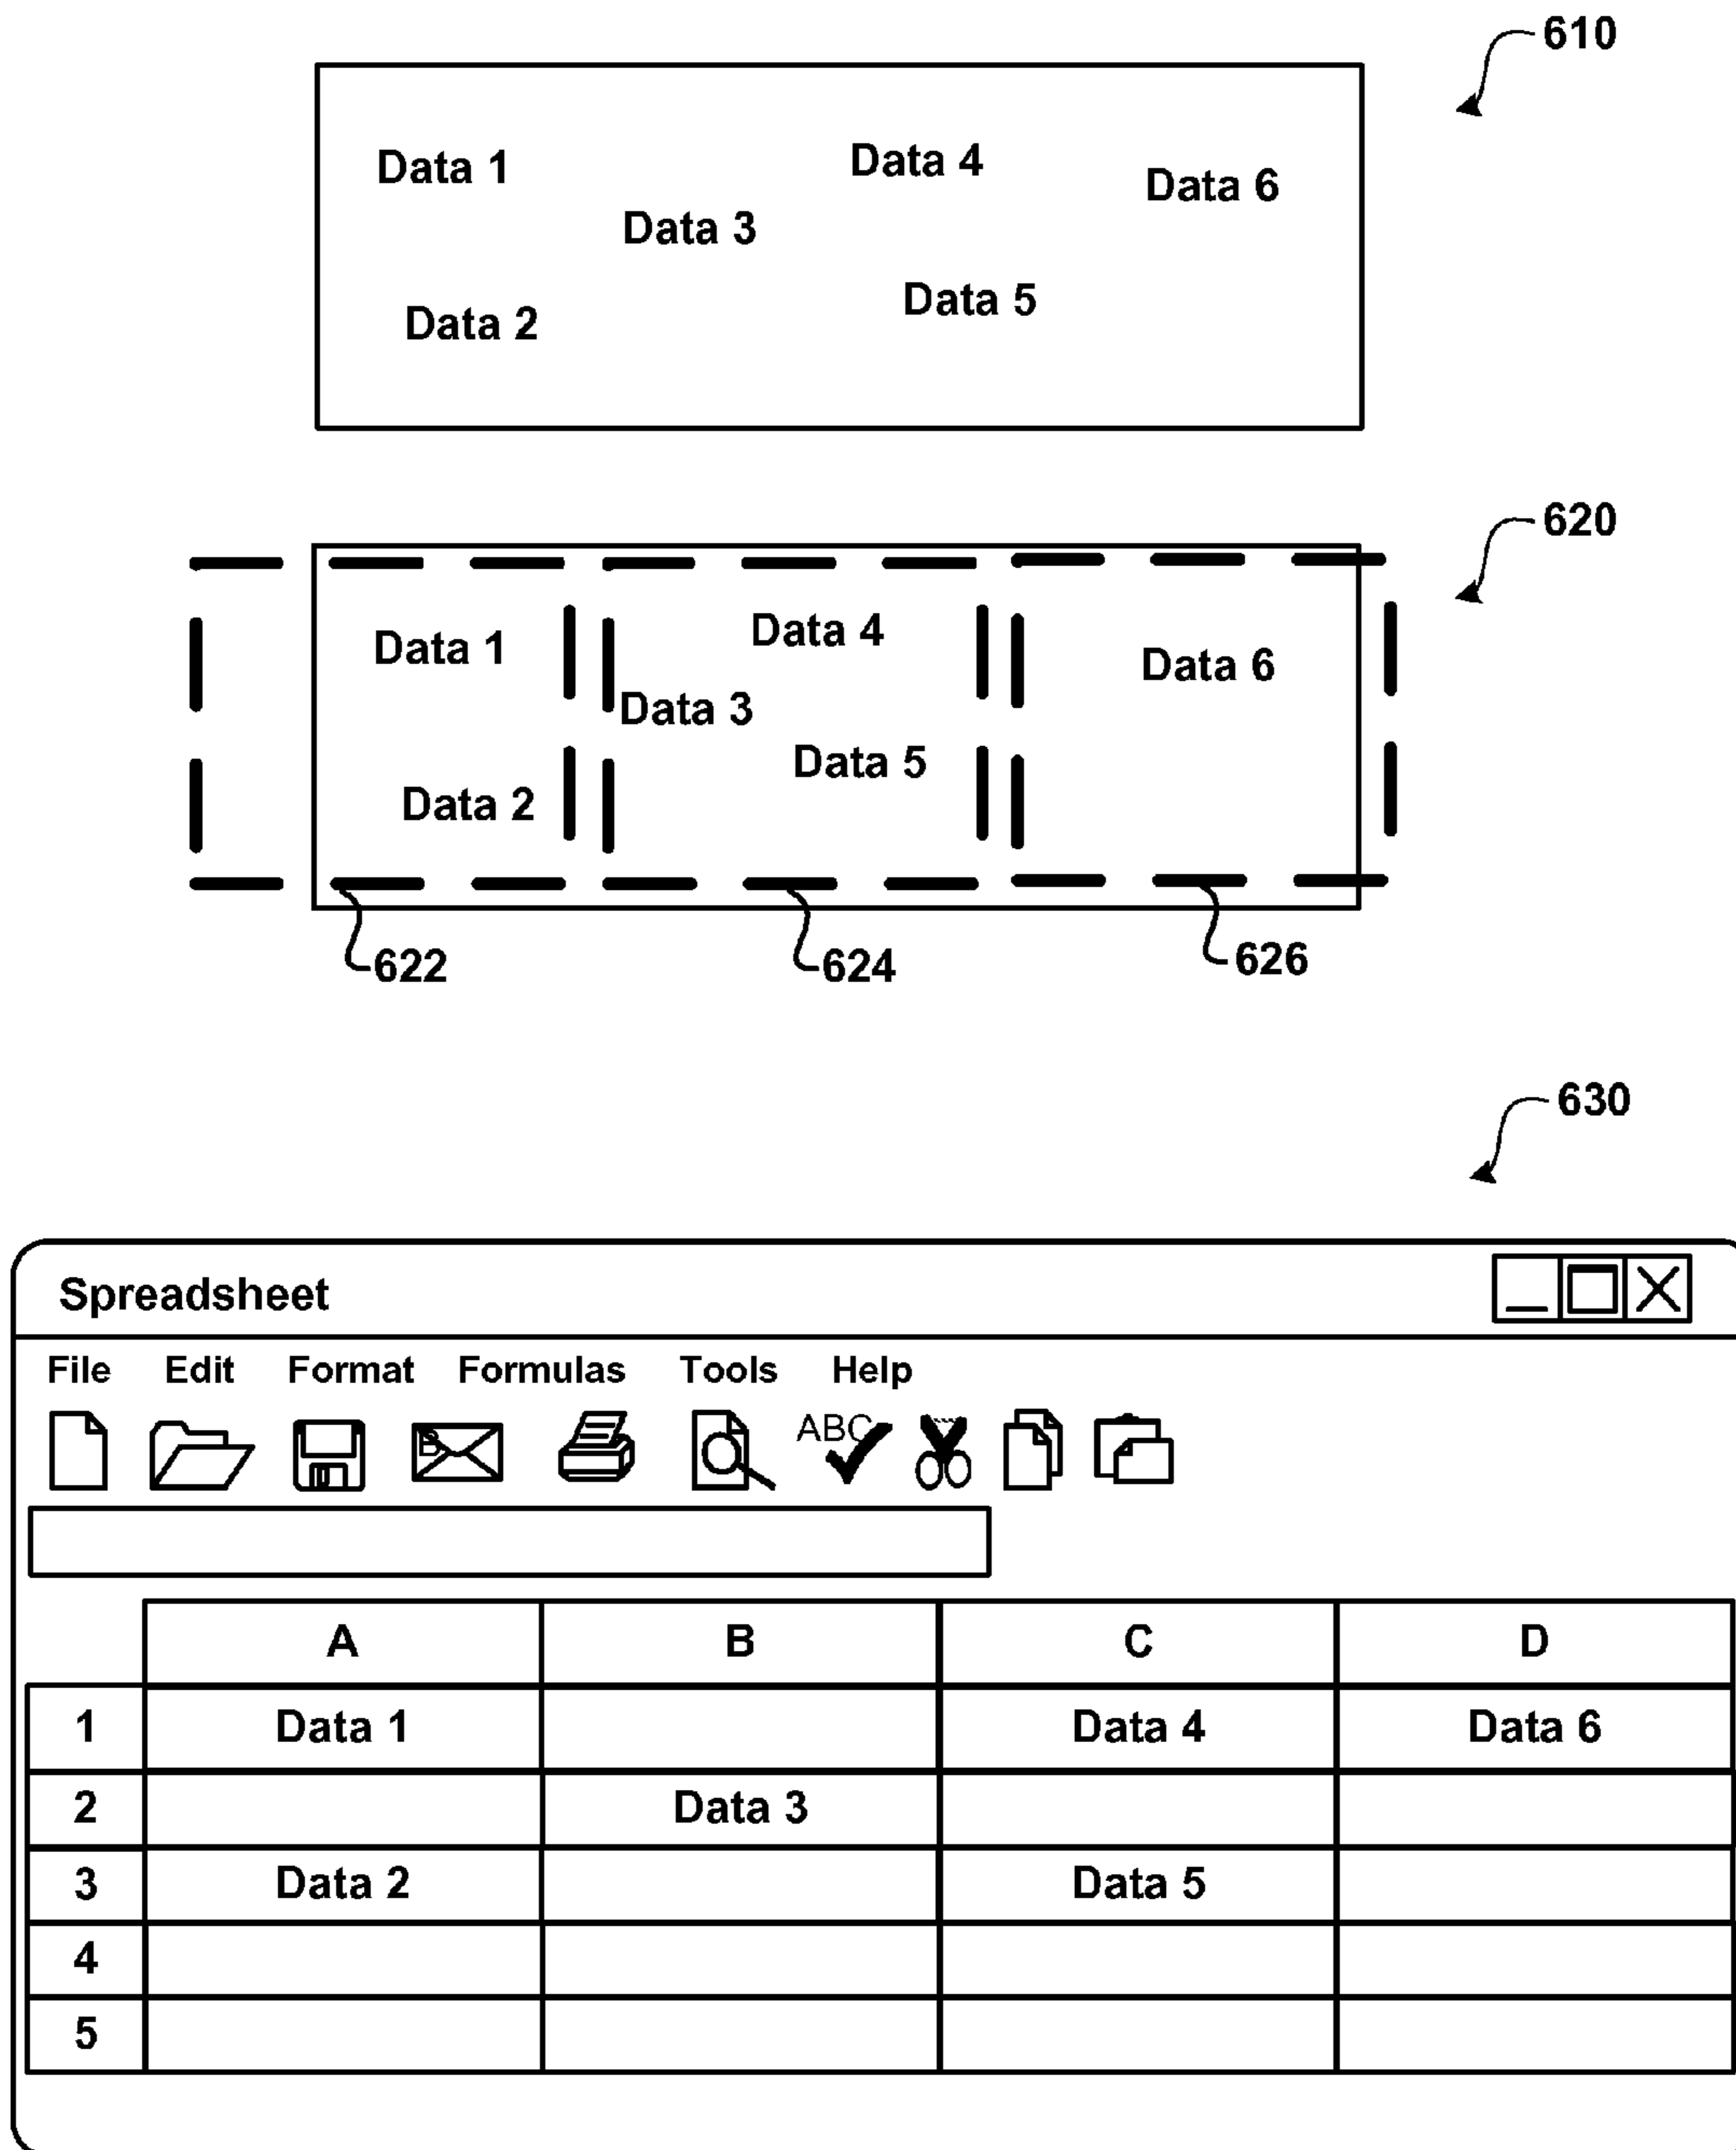 610
Data 1 Data 4 Data 6
Data 3
Data 2 Data 5
620
Data 1 Data 4 Data 6
Data 3
Data 2 Data 5
622 624 626
630
Spreadsheet
File Edit Format Formulas Tools Help
B ABC
A B C D
1 Data 1 Data 4 Data 6
2 Data 3
3 Data 2 Data 5
4
5